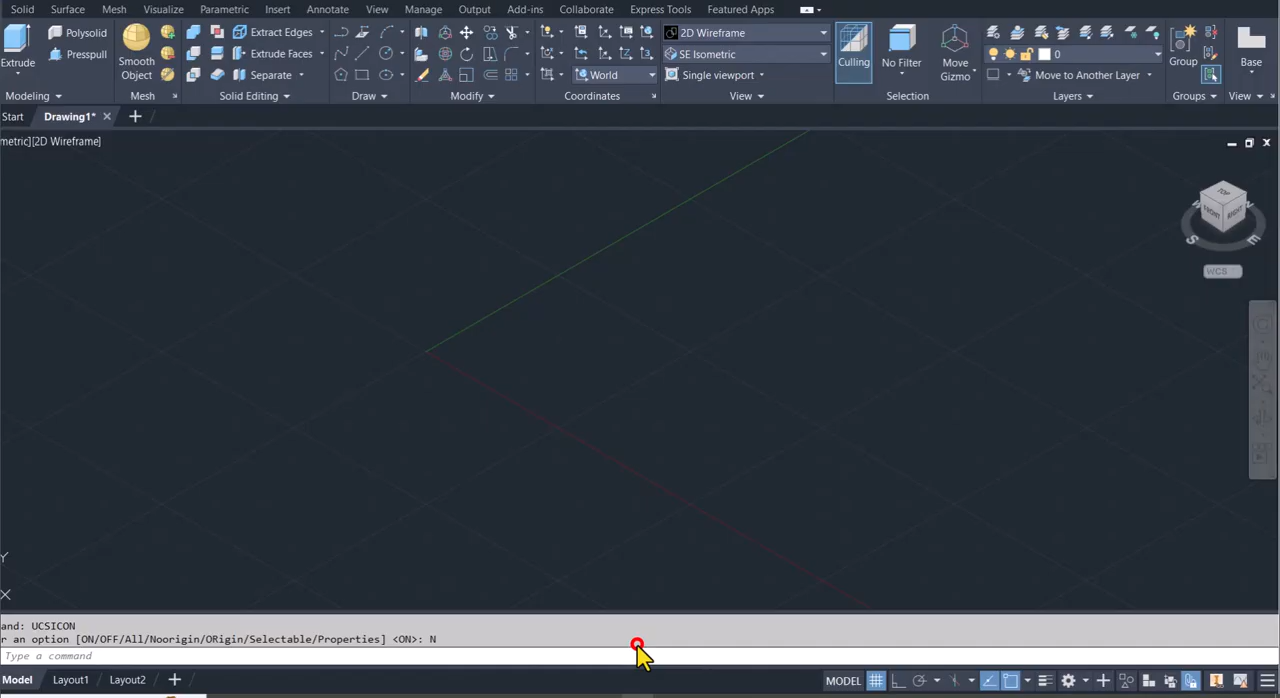 Solid Surface Mesh Visualize Parametric Insert Annotate View Manage Output Add-ins Collaborate Express Tools Featured Apps
Polysolid Extract Edges 2D Wireframe
Presspull Extrude Faces SE Isometric 0
Extrude Smooth Object Separate World Single viewport Culling No Filter Move Gizmo Move to Another Layer Group Base
Modeling Mesh Solid Editing Draw Modify Coordinates View Selection Layers Groups View
Start Drawing1*
metric][2D Wireframe]
TOP
FRONT RIGHT
S E
WCS
Y
X
and: UCSICON
r an option [ON/OFF/All/Noorigin/ORigin/Selectable/Properties] <ON>: N
Type a command
Model Layout1 Layout2 MODEL